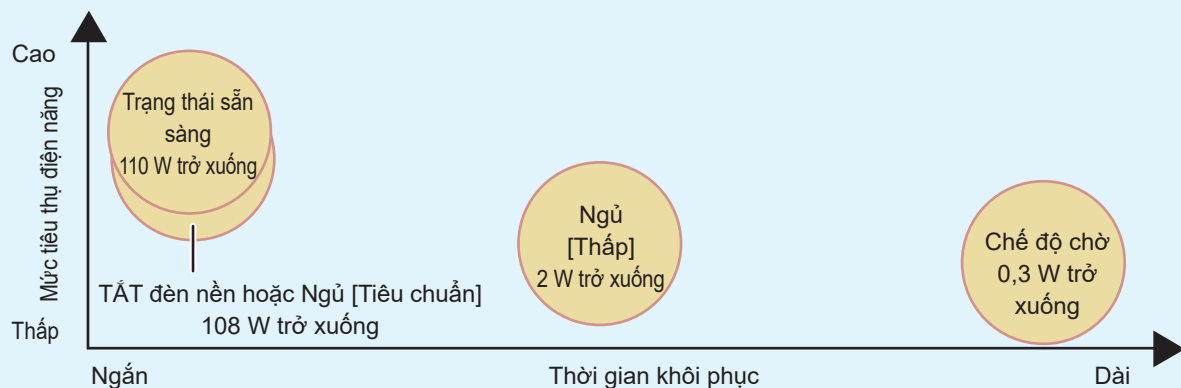 Cao
Mức tiêu thụ điện năng
Thấp
Trạng thái sẵn
sàng
110 W trở xuống
TẮT đèn nền hoặc Ngủ [Tiêu chuẩn]
108 W trở xuống
Ngủ
[Thấp]
2 W trở xuống
Chế độ chờ
0,3 W trở
xuống
Ngắn
Thời gian khôi phục
Dài